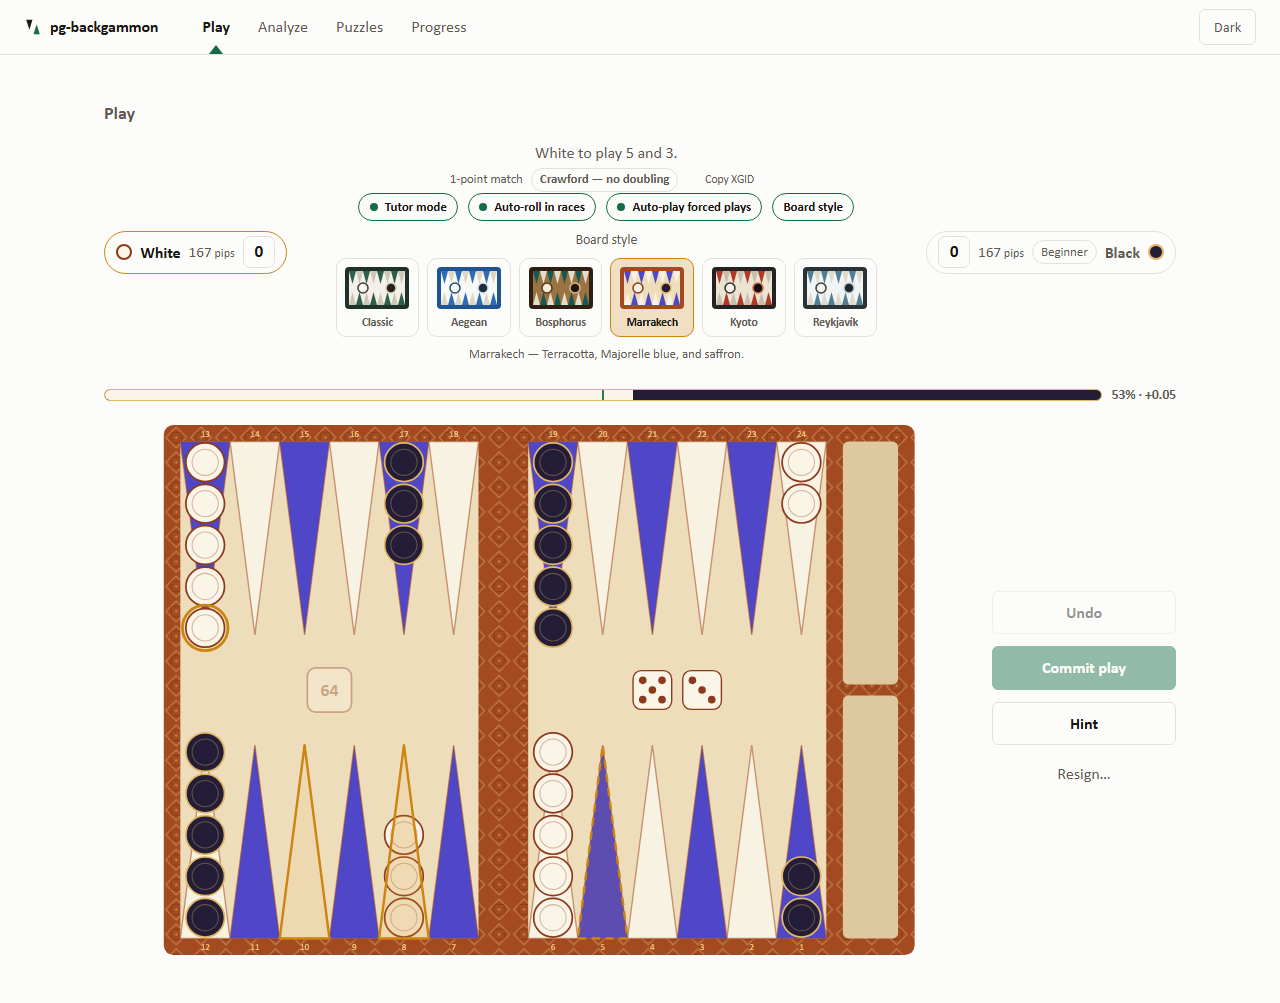 pg-backgammon Play Analyze Puzzles Progress Dark
Play
White to play 5 and 3.
1-point match Crawford — no doubling Copy XGID
Tutor mode Auto-roll in races Auto-play forced plays Board style
White 167 pips 0
Board style
0 167 pips Beginner Black
Classic Aegean Bosphorus Marrakech Kyoto Reykjavík
Marrakech — Terracotta, Majorelle blue, and saffron.
53% · +0.05
13 14 15 16 17 18 19 20 21 22 23 24
64
Undo
Commit play
Hint
Resign...
12 11 10 9 8 7 6 5 4 3 2 1